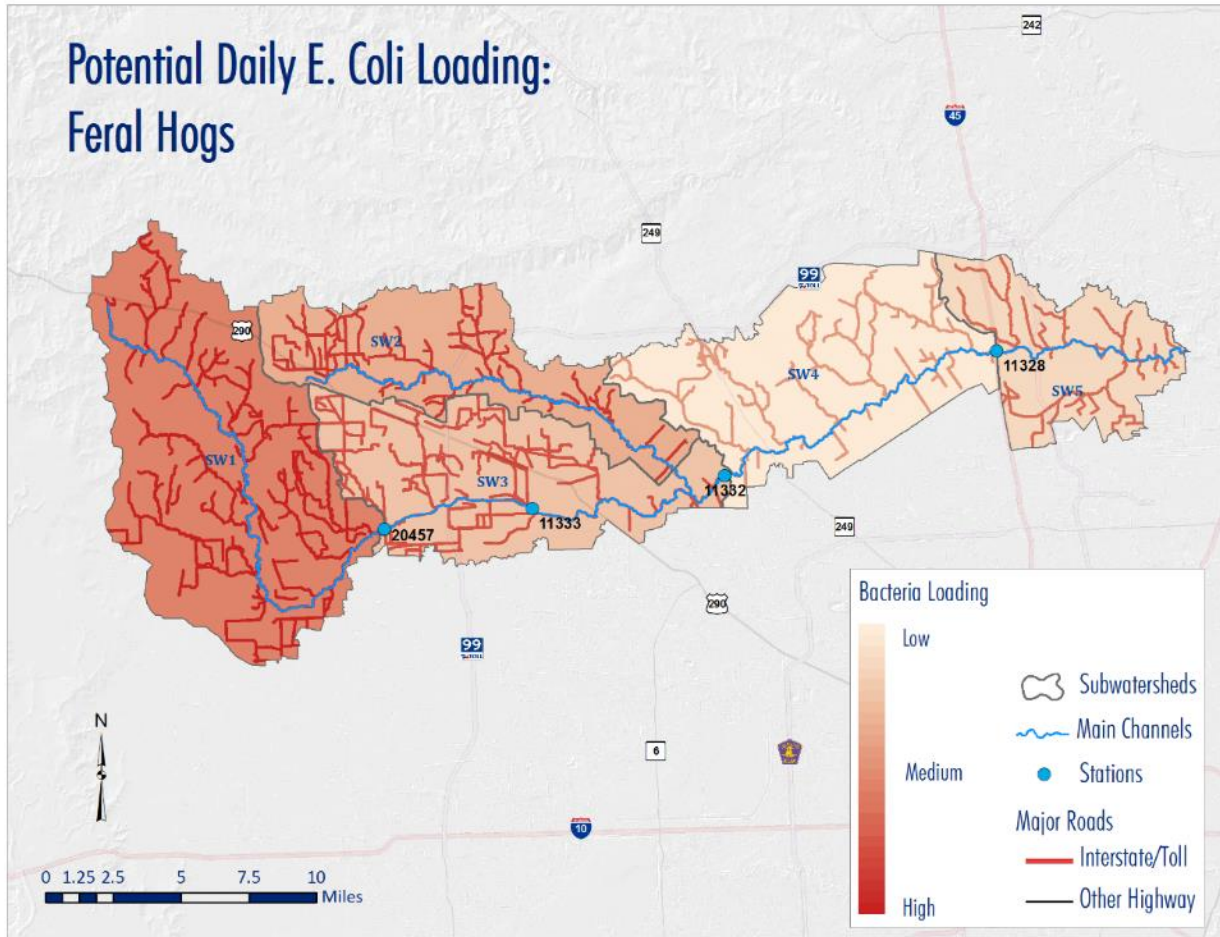 Potential Daily E. Coli Loading:
Feral Hogs
242
45
249
99
290
SW2
SW4
11328
SW5
SW1
SW3
11332
20457
11333
249
290
99
6
10
N
0 1.25 2.5 5 7.5 10
Miles
Bacteria Loading
Low
Medium
High
Subwatersheds
Main Channels
Stations
Major Roads
Interstate/Toll
Other Highway